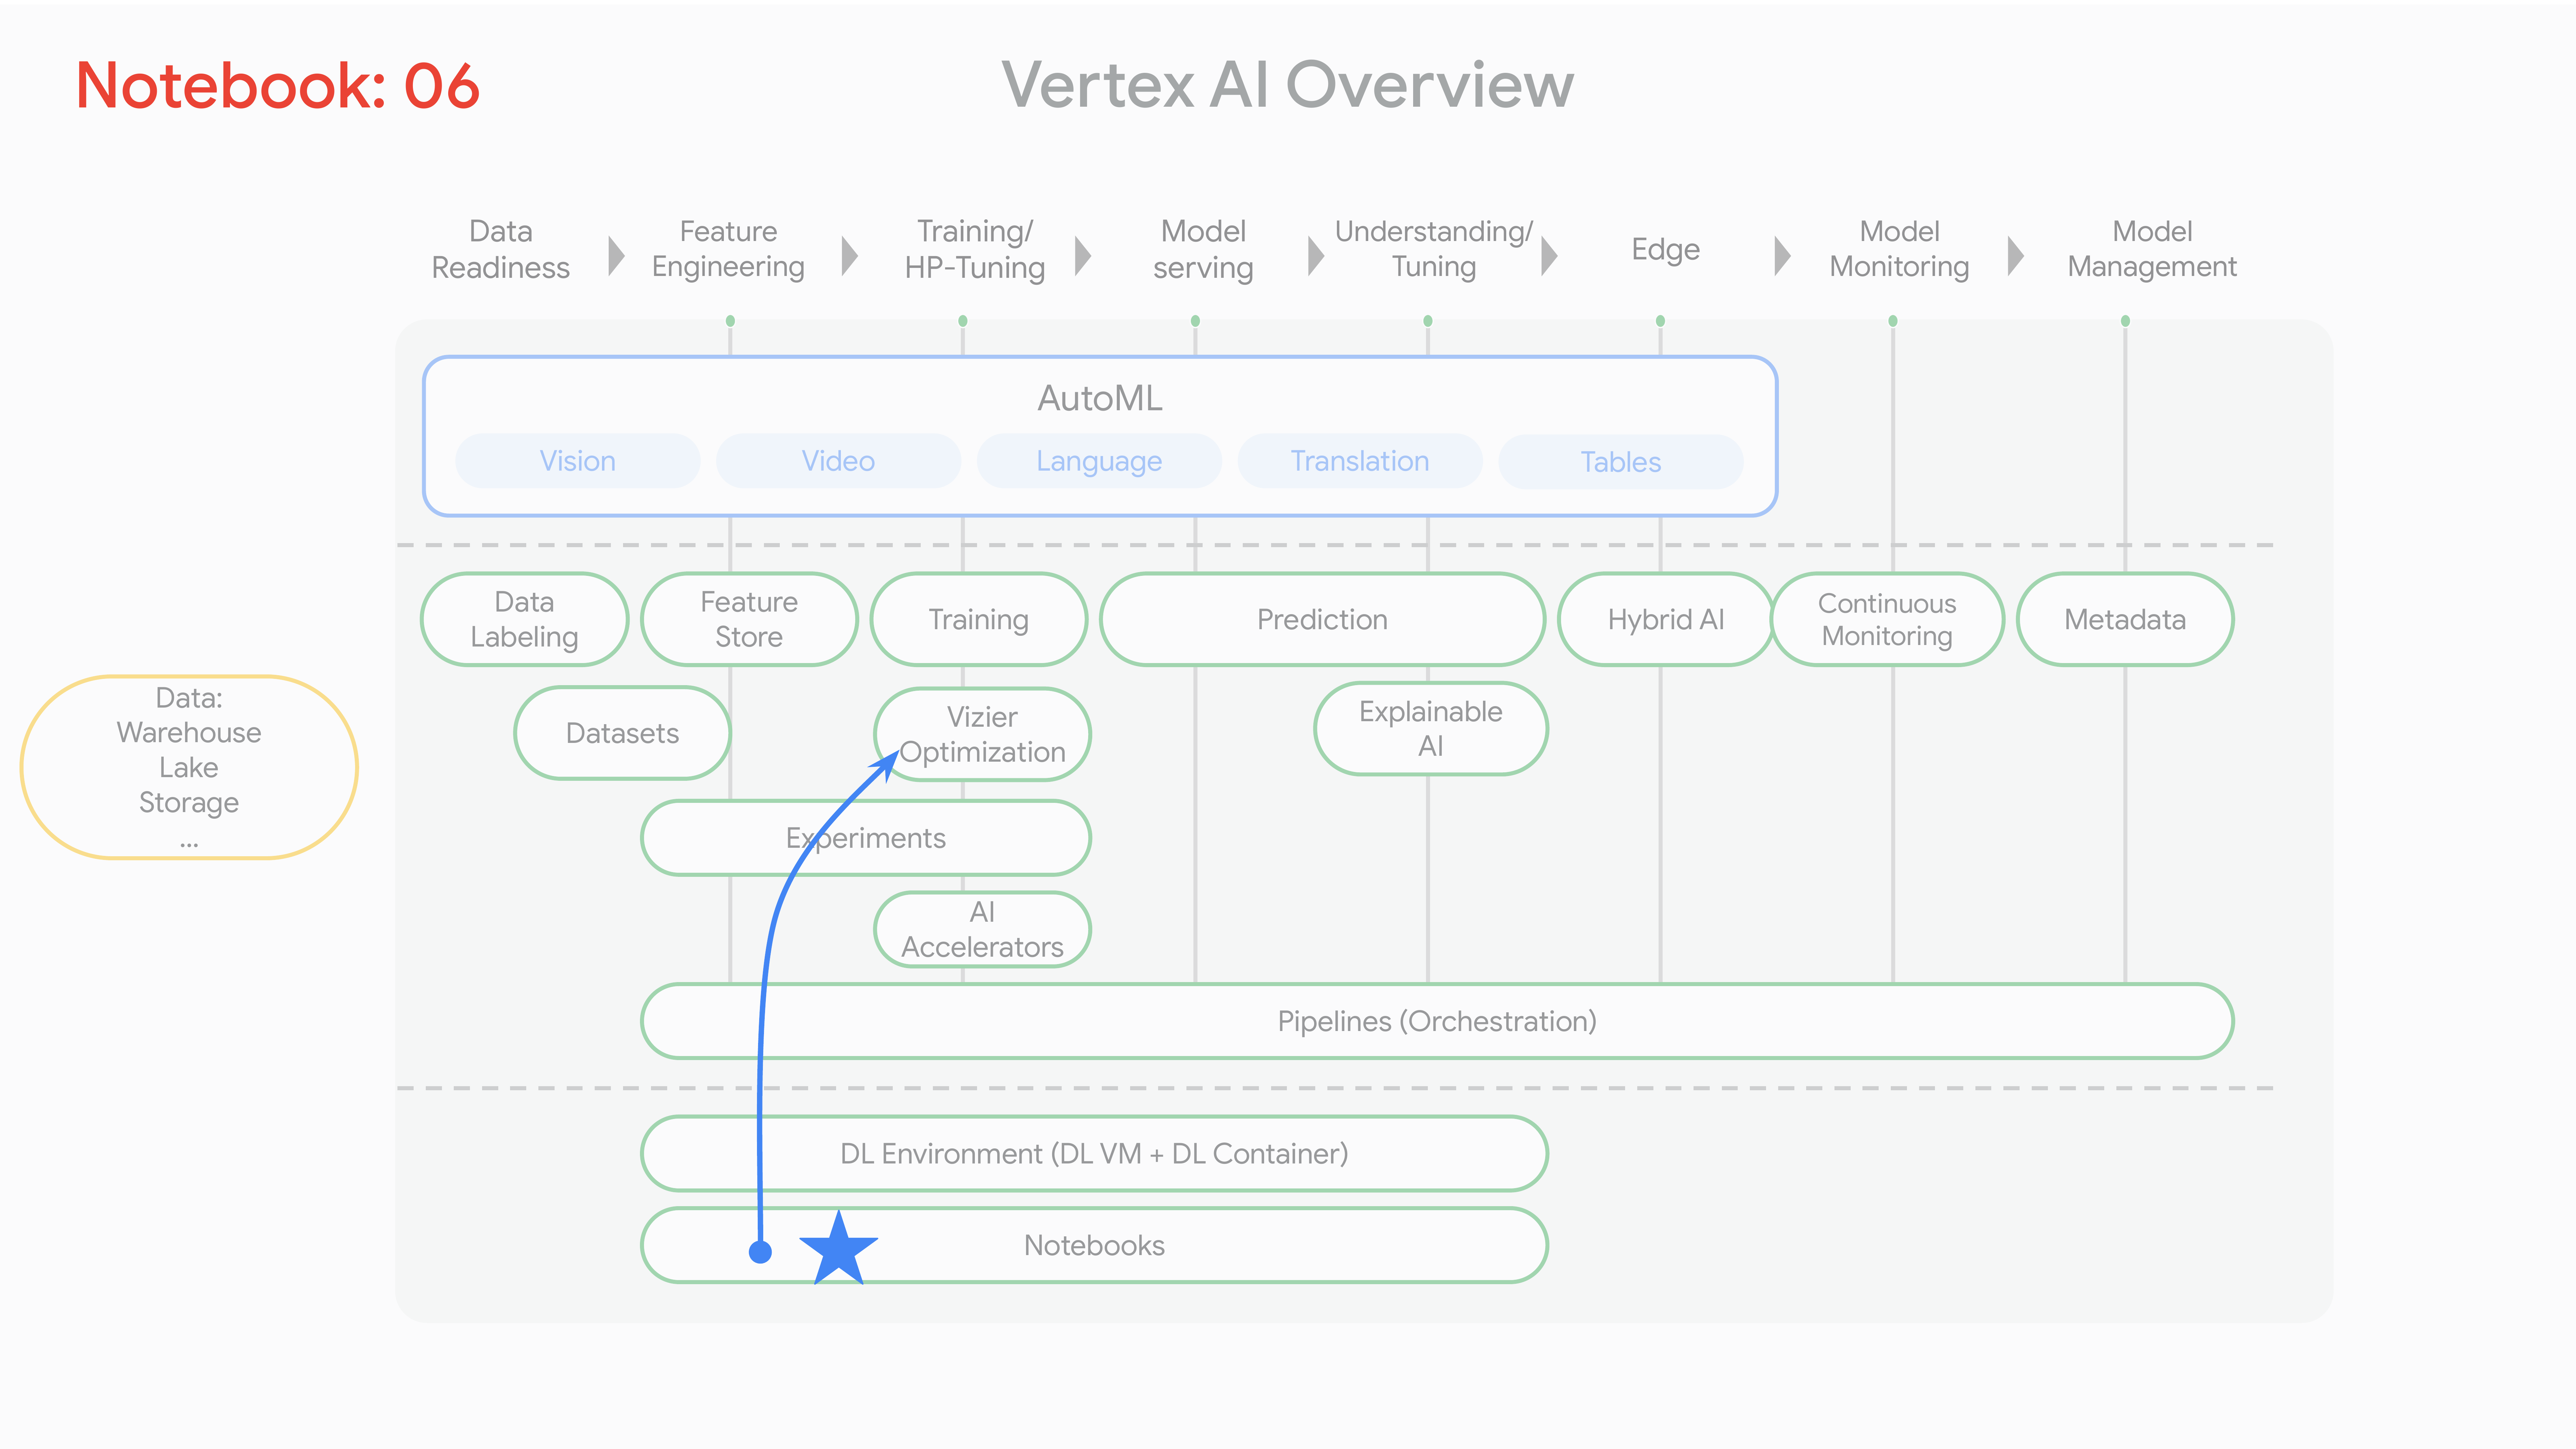 Notebook: 06
Vertex AI Overview
Data
Readiness
Feature
Engineering
Training/
HP-Tuning
Model
serving
Understanding/
Tuning
Edge
Model
Monitoring
Model
Management
AutoML
Vision
Video
Language
Translation
Tables
Data
Labeling
Feature
Store
Training
Prediction
Hybrid AI
Continuous
Monitoring
Metadata
Data:
Warehouse
Lake
Storage
...
Datasets
Vizier
Optimization
Explainable
AI
Experiments
AI
Accelerators
Pipelines (Orchestration)
DL Environment (DL VM + DL Container)
Notebooks